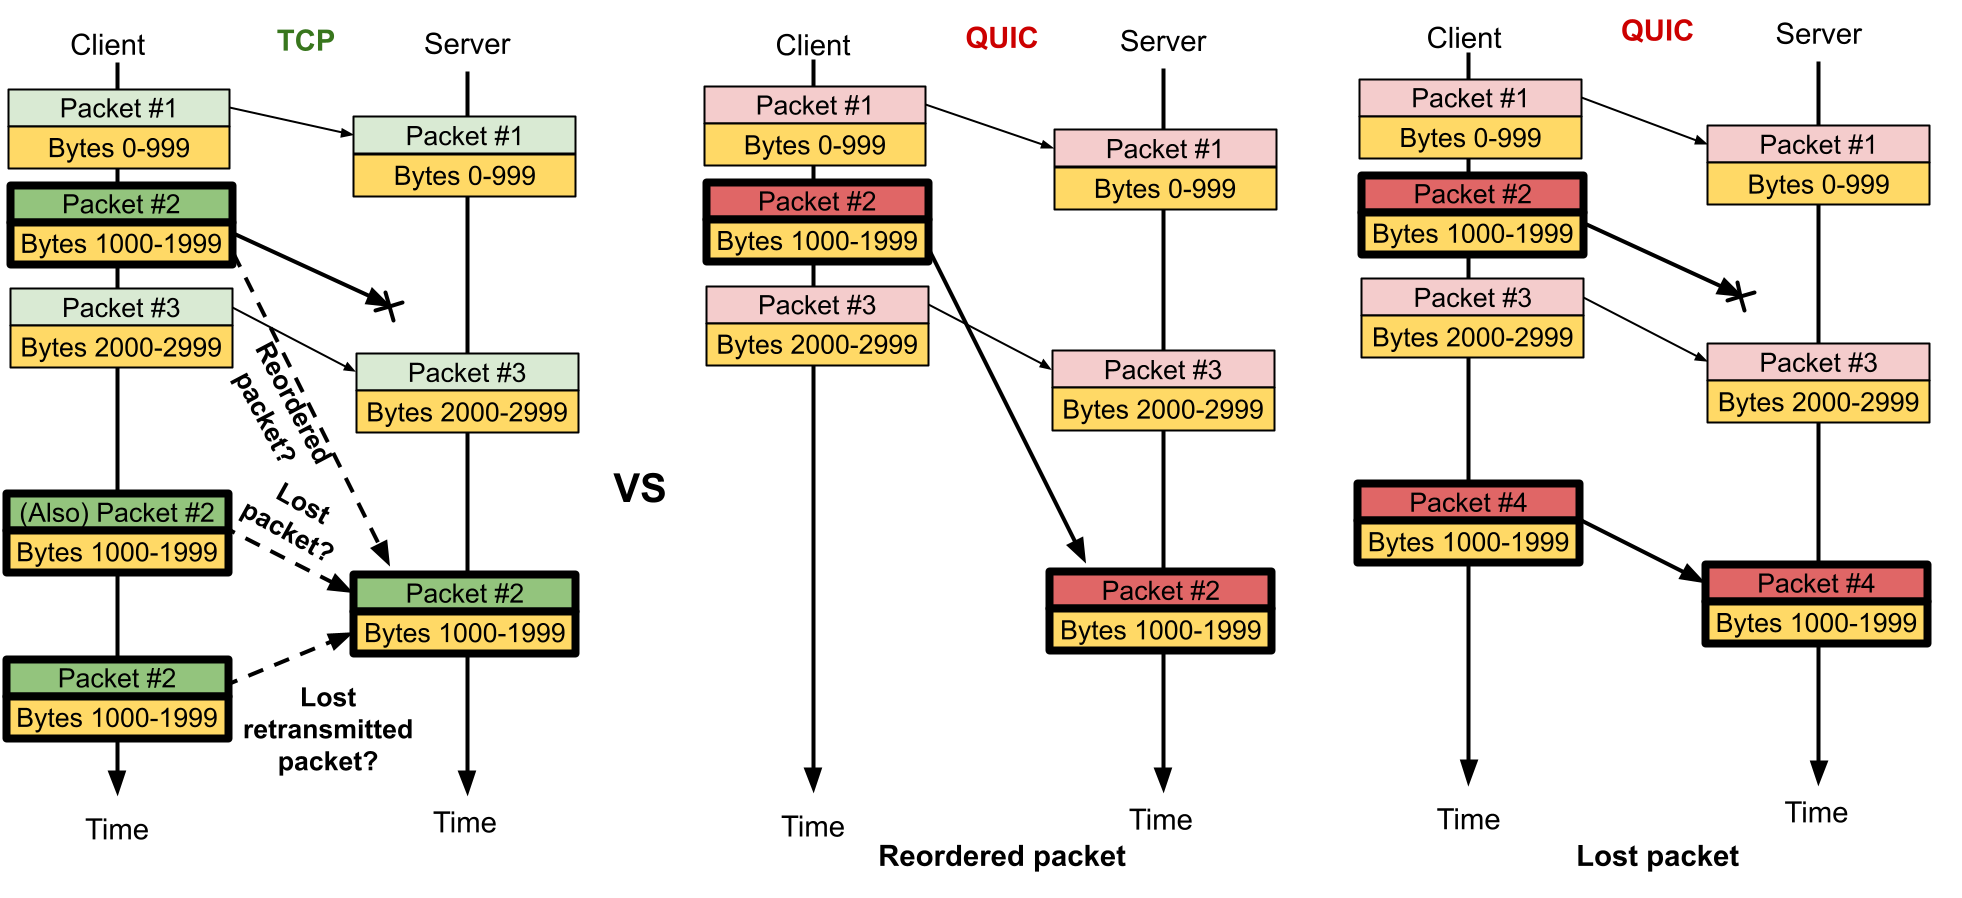 Client
TCP
Server
Packet #1
Bytes 0-999
Packet #1
Bytes 0-999
Packet #2
Bytes 1000-1999
Packet #3
Bytes 2000-2999
Reordered
packet?
Packet #3
Bytes 2000-2999
Lost
packet?
(Also) Packet #2
Bytes 1000-1999
Packet #2
Bytes 1000-1999
Packet #2
Bytes 1000-1999
Lost
retransmitted
packet?
Time
Time
VS
Client
QUIC
Server
Packet #1
Bytes 0-999
Packet #1
Bytes 0-999
Packet #2
Bytes 1000-1999
Packet #3
Bytes 2000-2999
Packet #3
Bytes 2000-2999
Packet #2
Bytes 1000-1999
Time
Time
Reordered packet
Client
QUIC
Server
Packet #1
Bytes 0-999
Packet #1
Bytes 0-999
Packet #2
Bytes 1000-1999
Packet #3
Bytes 2000-2999
Packet #3
Bytes 2000-2999
Packet #4
Bytes 1000-1999
Packet #4
Bytes 1000-1999
Time
Time
Lost packet